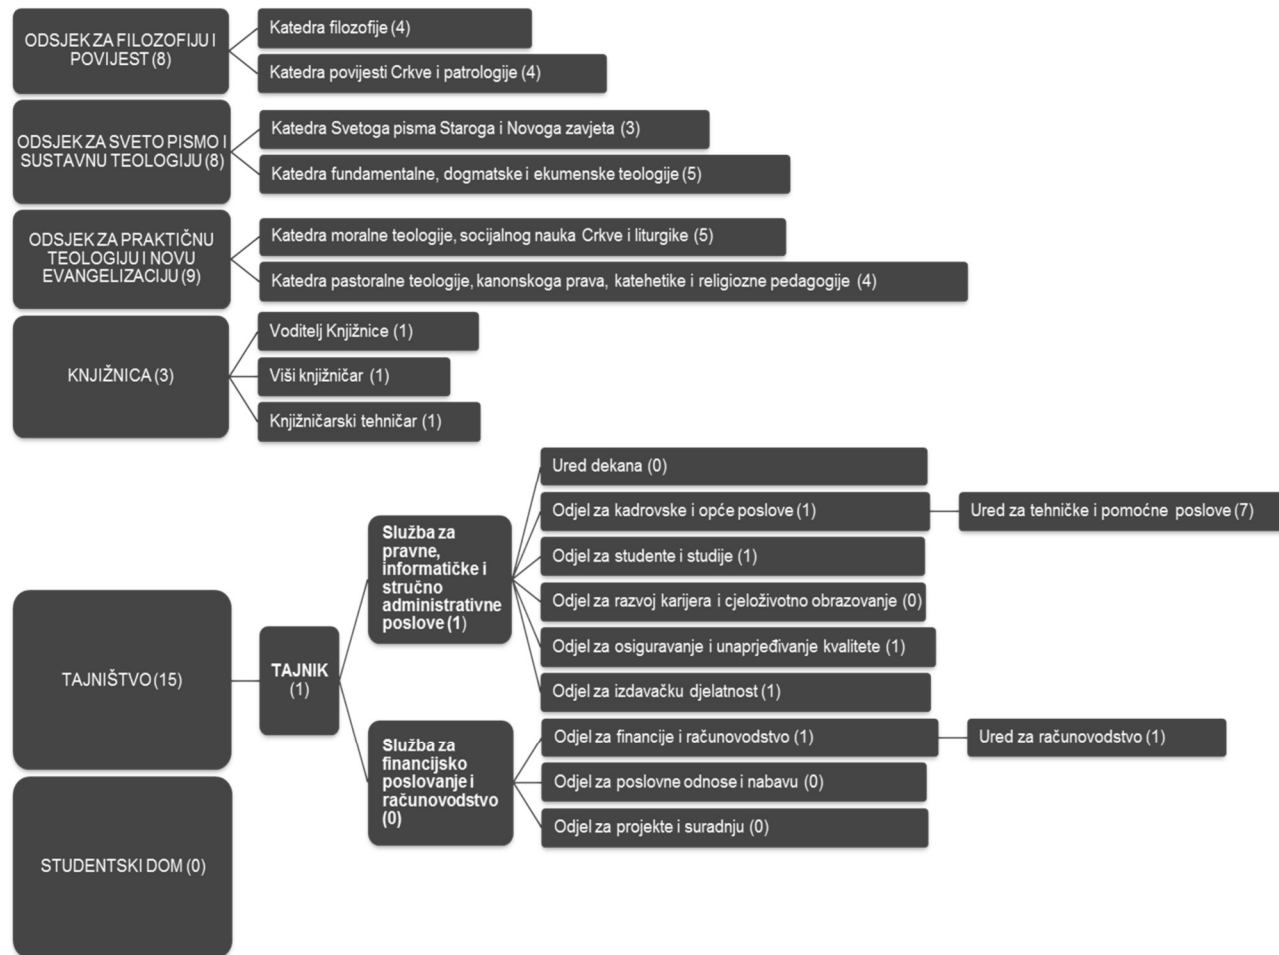 ODSJEK ZA FILOZOFIJU I
POVIJEST (8)
Katedra filozofije (4)
Katedra povijesti Crkve i patrologije (4)
ODSJEK ZA SVETO PISMO I
SUSTAVNU TEOLOGIJU (8)
Katedra Svetoga pisma Staroga i Novoga zavjeta (3)
Katedra fundamentalne, dogmatske i ekumenske teologije (5)
ODSJEK ZA PRAKTIČNU
TEOLOGIJU I NOVU
EVANGELIZACIJU (9)
Katedra moralne teologije, socijalnog nauka Crkve i liturgike (5)
Katedra pastoralne teologije, kanonskoga prava, katehetike i religiozne pedagogije (4)
KNJIŽNICA (3)
Voditelj Knjižnice (1)
Viši knjižničar (1)
Knjižničarski tehničar (1)
TAJNIŠTVO (15)
TAJNIK
(1)
Služba za
pravne,
informatičke i
stručno
administrativne
poslove (1)
Ured dekana (0)
Odjel za kadrovske i opće poslove (1)
Ured za tehničke i pomoćne poslove (7)
Odjel za studente i studije (1)
Odjel za razvoj karijera i cjeloživotno obrazovanje (0)
Odjel za osiguravanje i unaprjeđivanje kvalitete (1)
Odjel za izdavačku djelatnost (1)
Služba za
financijsko
poslovanje i
računovodstvo
(0)
Odjel za financije i računovodstvo (1)
Ured za računovodstvo (1)
Odjel za poslovne odnose i nabavu (0)
Odjel za projekte i suradnju (0)
STUDENTSKI DOM (0)